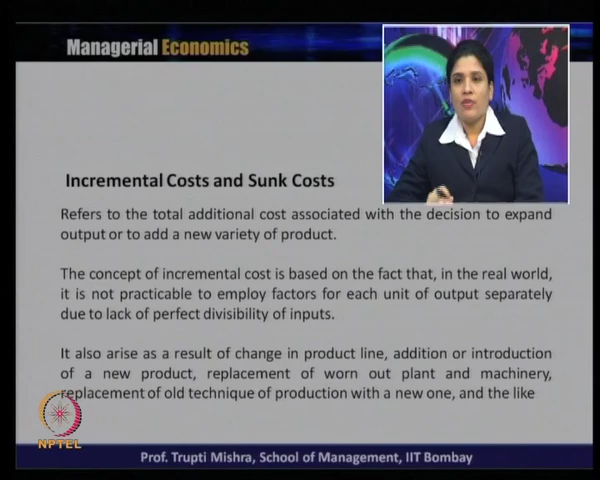 Managerial Economics
Incremental Costs and Sunk Costs
Refers to the total additional cost associated with the decision to expand
output or to add a new variety of product.
The concept of incremental cost is based on the fact that, in the real world,
it is not practicable to employ factors for each unit of output separately
due to lack of perfect divisibility of inputs.
It also arise as a result of change in product line, addition or introduction
of a new product, replacement of worn out plant and machinery,
replacement of old technique of production with a new one, and the like
NPTEL
Prof. Trupti Mishra, School of Management, IIT Bombay